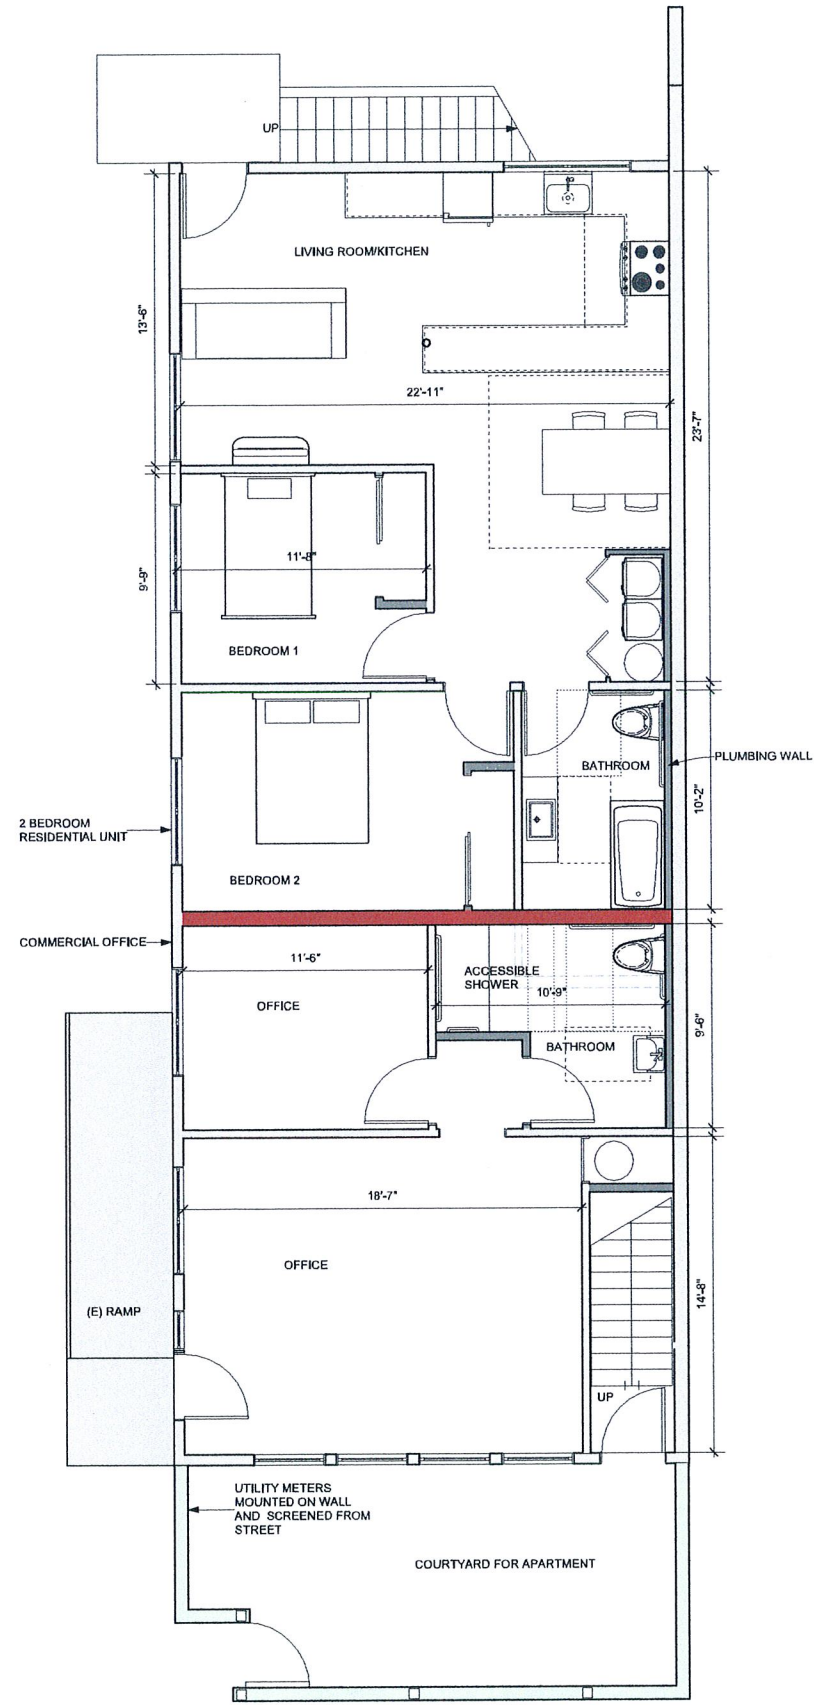 UP
LIVING ROOM/KITCHEN
13'-6"
22'-11"
23'-7"
11'-8"
9'-9"
BEDROOM 1
BATHROOM
PLUMBING WALL
10'-2"
2 BEDROOM
RESIDENTIAL UNIT
BEDROOM 2
COMMERCIAL OFFICE
11'-6"
ACCESSIBLE
SHOWER
10'-9"
OFFICE
9'-6"
BATHROOM
18'-7"
OFFICE
14'-8"
(E) RAMP
UP
UTILITY METERS
MOUNTED ON WALL
AND SCREENED FROM
STREET
COURTYARD FOR APARTMENT